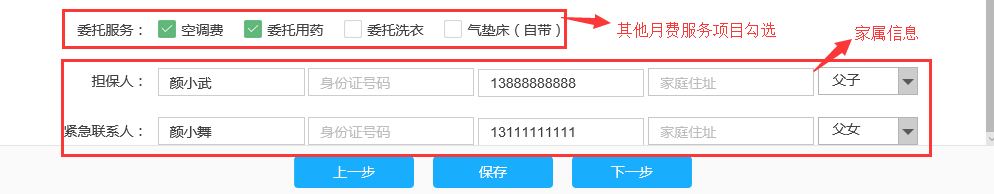 委托服务： 空调费 委托用药 委托洗衣 气垫床（自带） 其他月费服务项目勾选
家属信息
担保人： 颜小武 身份证号码 13888888888 家庭住址 父子
紧急联系人： 颜小舞 身份证号码 13111111111 家庭住址 父女
上一步 保存 下一步